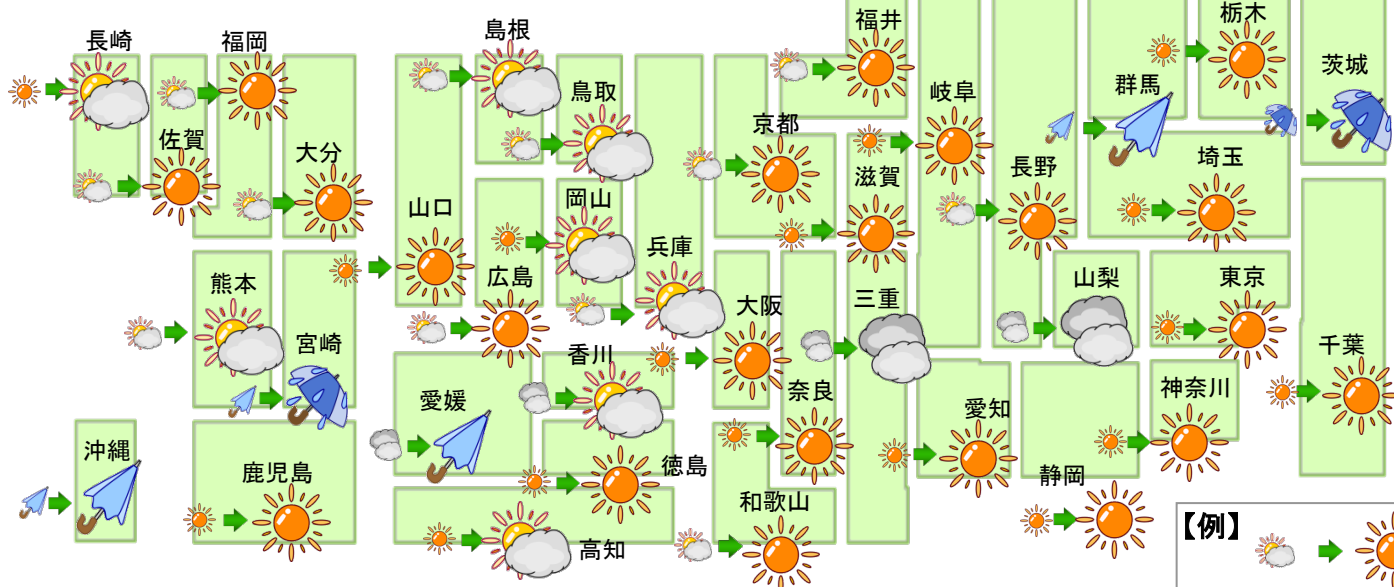 長崎
福岡
佐賀
大分
熊本
宮崎
沖縄
鹿児島
山口
島根
鳥取
岡山
広島
兵庫
香川
愛媛
徳島
高知
福井
京都
滋賀
大阪
三重
奈良
和歌山
岐阜
愛知
長野
山梨
静岡
群馬
栃木
茨城
埼玉
東京
神奈川
千葉
【例】